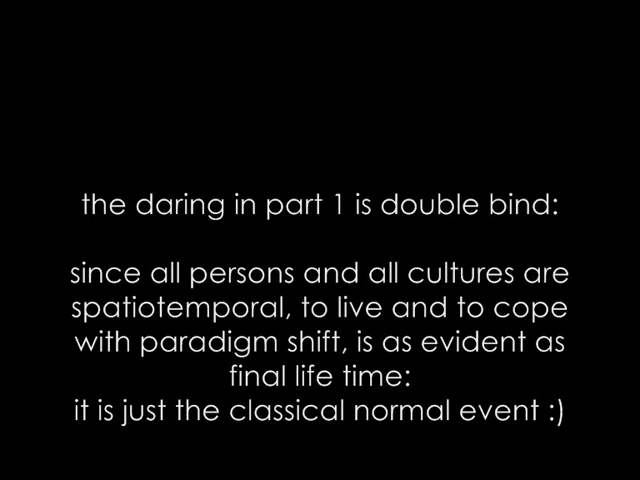 the daring in part 1 is double bind:
since all persons and all cultures are
spatiotemporal, to live and to cope
with paradigm shift, is as evident as
final life time:
it is just the classical normal event :)